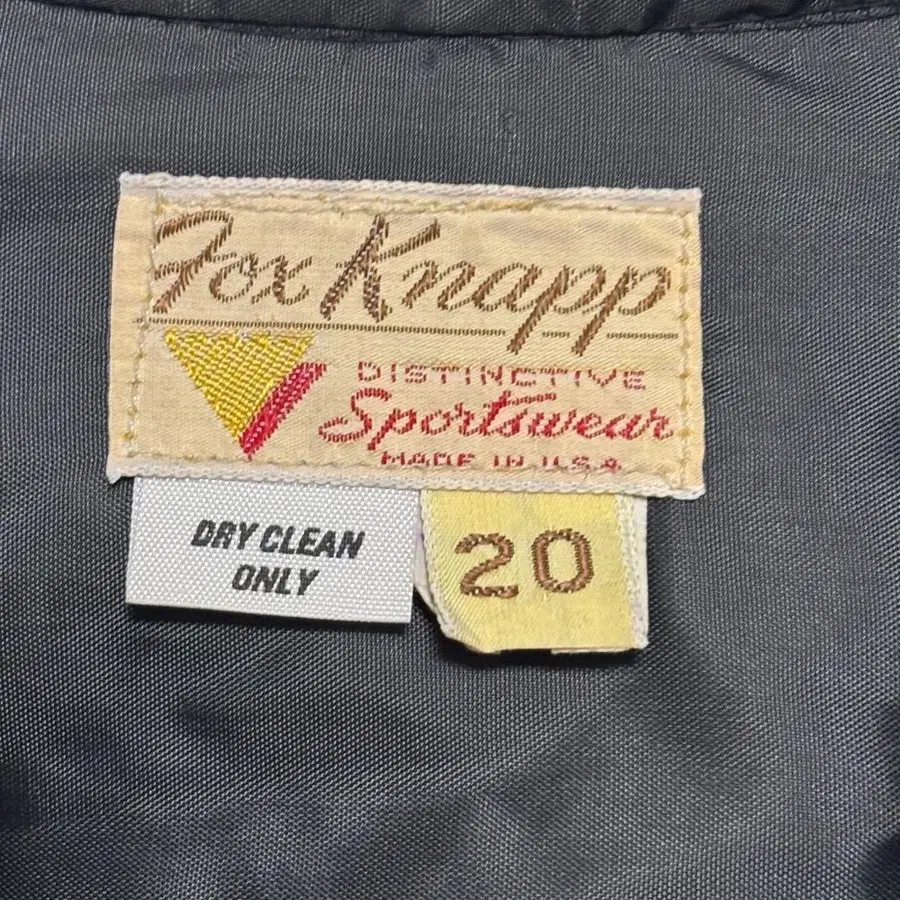 Fox Knapp
DISTINCTIVE
Sportswear
MADE IN U.S.A
DRY CLEAN
ONLY
20